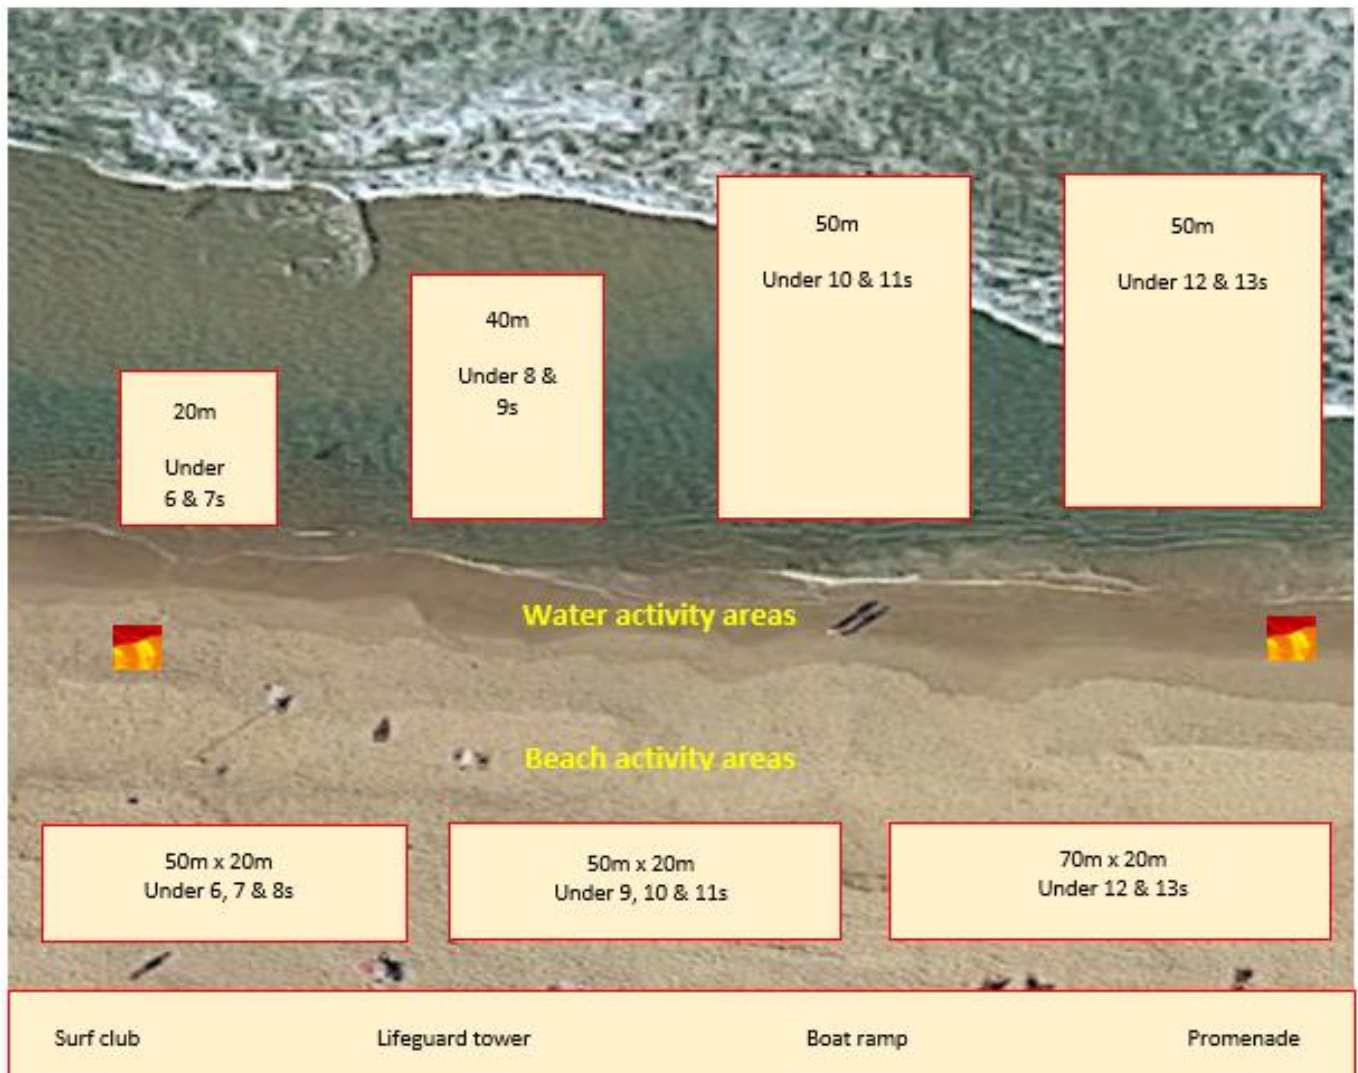 50m
Under 10 & 11s
50m
Under 12 & 13s
40m
Under 8 &
9s
20m
Under
6 & 7s
Water activity areas
Beach activity areas
50m x 20m
Under 6, 7 & 8s
50m x 20m
Under 9, 10 & 11s
70m x 20m
Under 12 & 13s
Surf club
Lifeguard tower
Boat ramp
Promenade